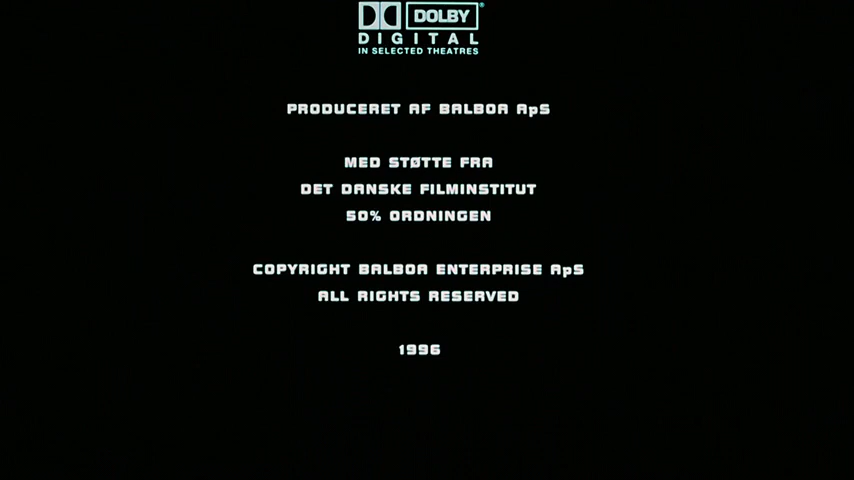 DOLBY®
DIGITAL
IN SELECTED THEATRES
PRODUCERET AF BALBOA ApS
MED STØTTE FRA
DET DANSKE FILMINSTITUT
50% ORDNINGEN
COPYRIGHT BALBOA ENTERPRISE ApS
ALL RIGHTS RESERVED
1996